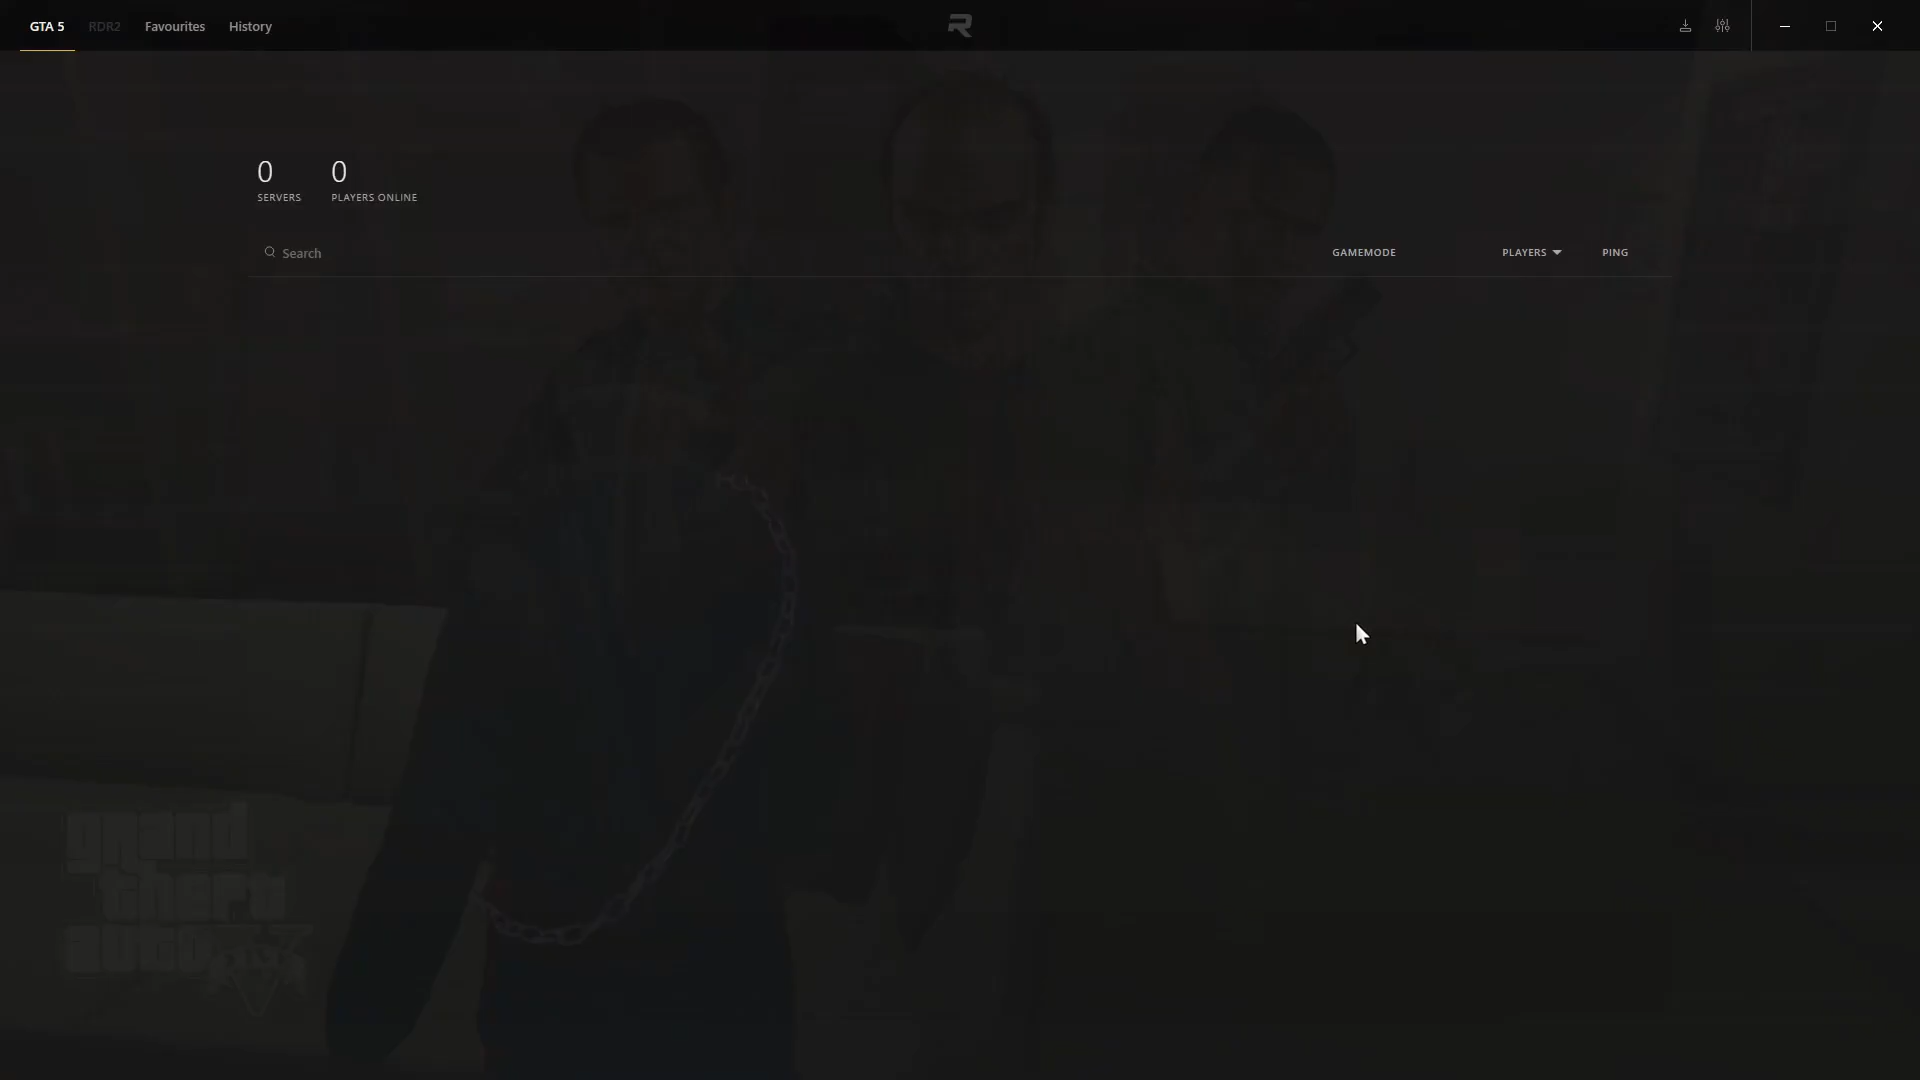 GTA 5 RDR2 Favourites History
0 0
SERVERS PLAYERS ONLINE
Search GAMEMODE PLAYERS PING
grand
theft
auto